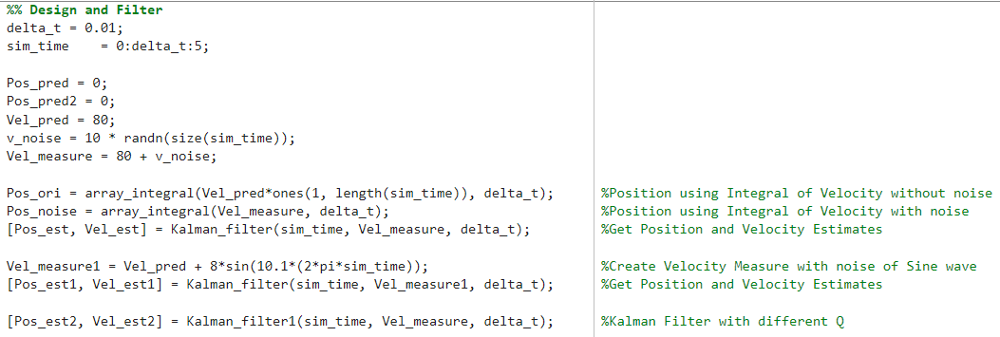 %% Design and Filter
delta_t = 0.01;
sim_time    = 0:delta_t:5;
Pos_pred = 0;
Pos_pred2 = 0;
Vel_pred = 80;
v_noise = 10 * randn(size(sim_time));
Vel_measure = 80 + v_noise;
Pos_ori = array_integral(Vel_pred*ones(1, length(sim_time)), delta_t); %Position using Integral of Velocity without noise
Pos_noise = array_integral(Vel_measure, delta_t); %Position using Integral of Velocity with noise
[Pos_est, Vel_est] = Kalman_filter(sim_time, Vel_measure, delta_t); %Get Position and Velocity Estimates
Vel_measure1 = Vel_pred + 8*sin(10.1*(2*pi*sim_time)); %Create Velocity Measure with noise of Sine wave
[Pos_est1, Vel_est1] = Kalman_filter(sim_time, Vel_measure1, delta_t); %Get Position and Velocity Estimates
[Pos_est2, Vel_est2] = Kalman_filter1(sim_time, Vel_measure, delta_t); %Kalman Filter with different Q